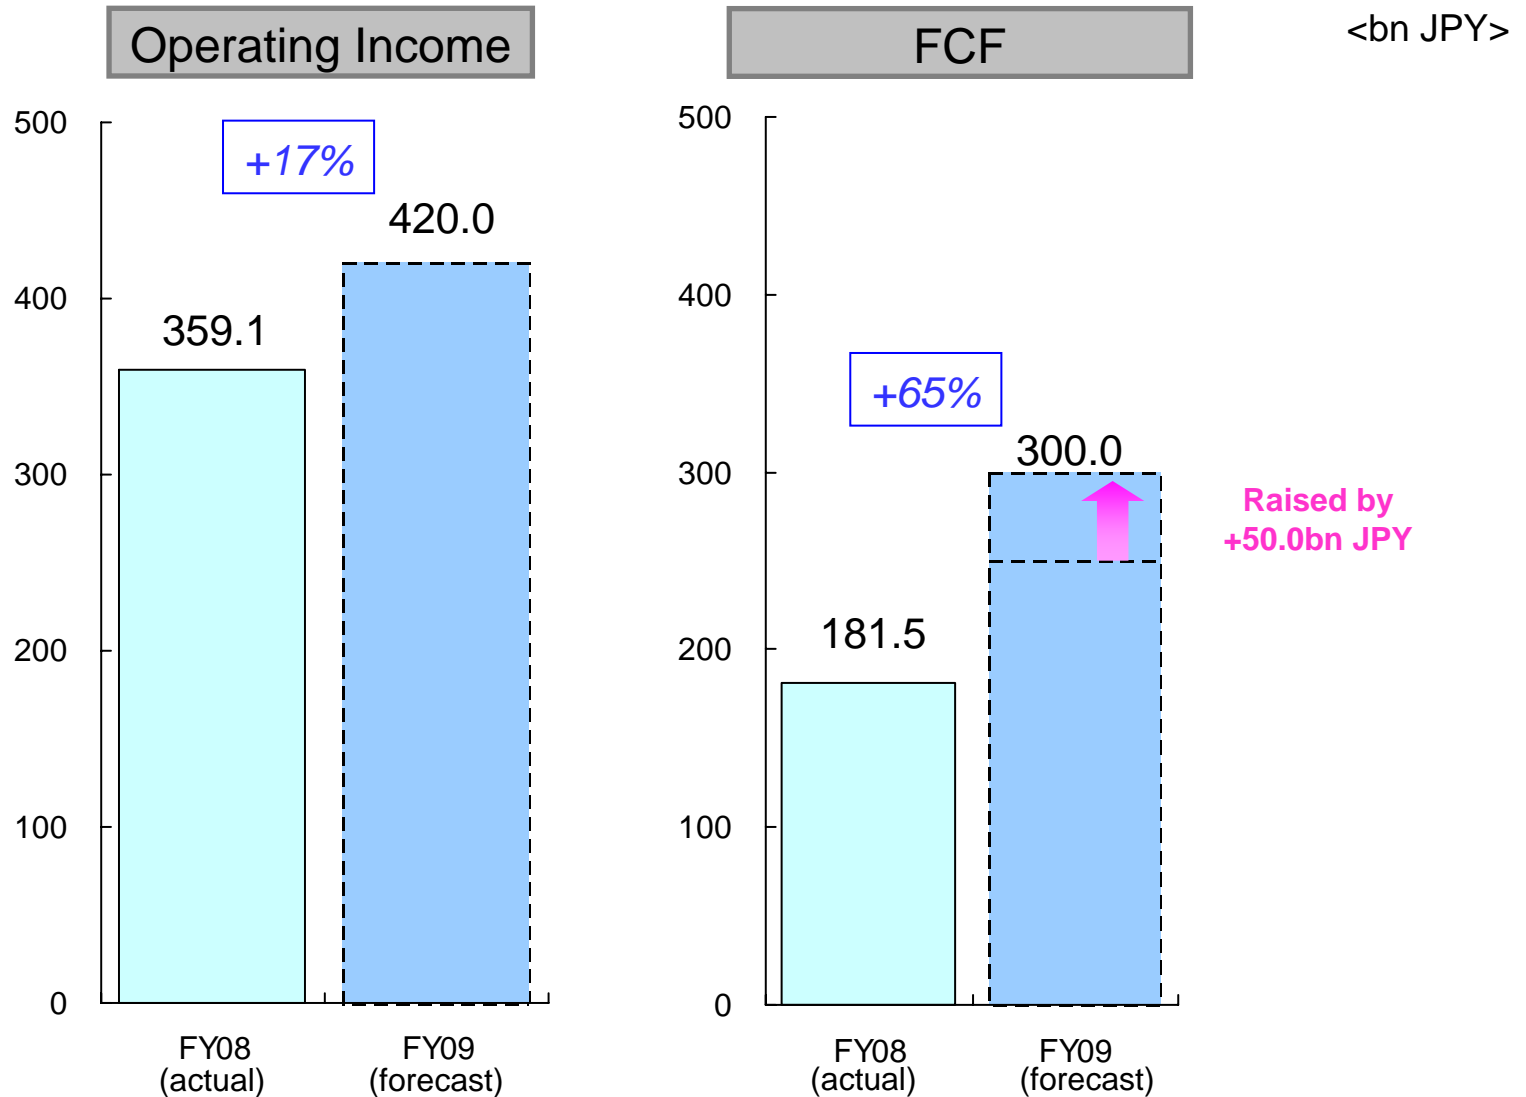 Operating Income
FCF
<bn JPY>
500
400
300
200
100
0
+17%
420.0
359.1
FY08
(actual)
FY09
(forecast)
500
400
300
200
100
0
+65%
300.0
181.5
Raised by
+50.0bn JPY
FY08
(actual)
FY09
(forecast)